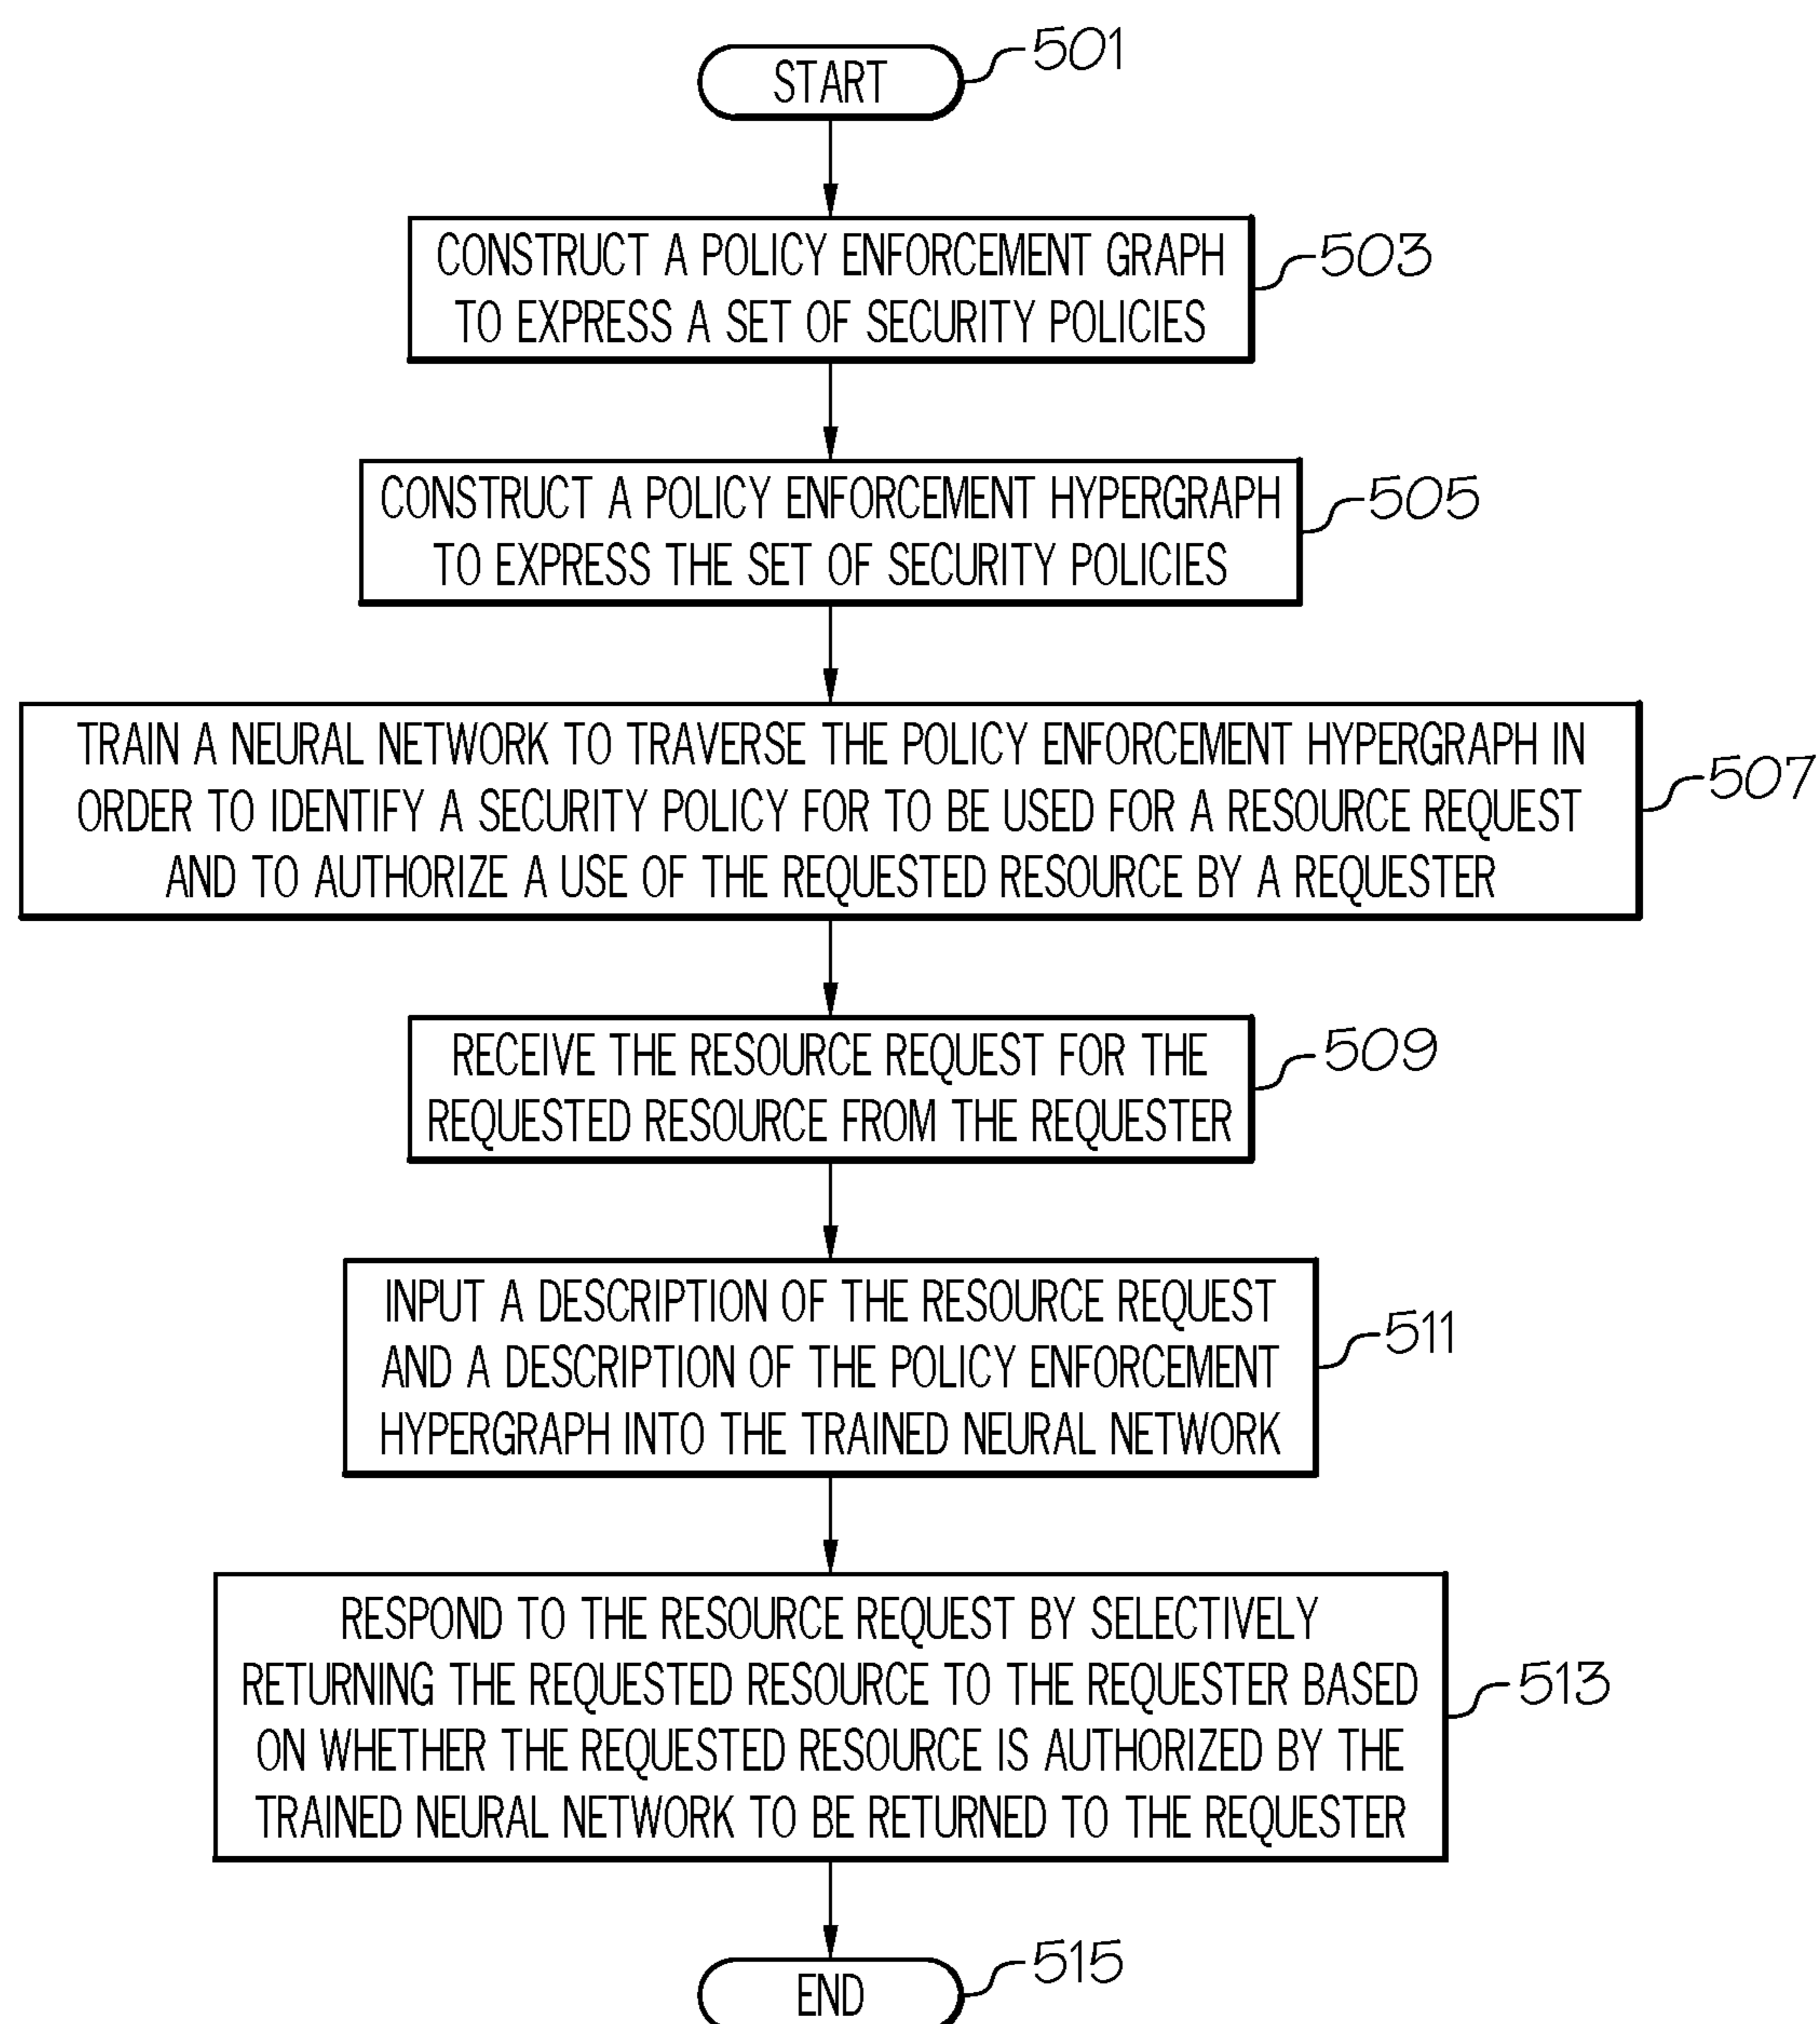 START
501
CONSTRUCT A POLICY ENFORCEMENT GRAPH
TO EXPRESS A SET OF SECURITY POLICIES
503
CONSTRUCT A POLICY ENFORCEMENT HYPERGRAPH
TO EXPRESS THE SET OF SECURITY POLICIES
505
TRAIN A NEURAL NETWORK TO TRAVERSE THE POLICY ENFORCEMENT HYPERGRAPH IN
ORDER TO IDENTIFY A SECURITY POLICY FOR TO BE USED FOR A RESOURCE REQUEST
AND TO AUTHORIZE A USE OF THE REQUESTED RESOURCE BY A REQUESTER
507
RECEIVE THE RESOURCE REQUEST FOR THE
REQUESTED RESOURCE FROM THE REQUESTER
509
INPUT A DESCRIPTION OF THE RESOURCE REQUEST
AND A DESCRIPTION OF THE POLICY ENFORCEMENT
HYPERGRAPH INTO THE TRAINED NEURAL NETWORK
511
RESPOND TO THE RESOURCE REQUEST BY SELECTIVELY
RETURNING THE REQUESTED RESOURCE TO THE REQUESTER BASED
ON WHETHER THE REQUESTED RESOURCE IS AUTHORIZED BY THE
TRAINED NEURAL NETWORK TO BE RETURNED TO THE REQUESTER
513
END
515